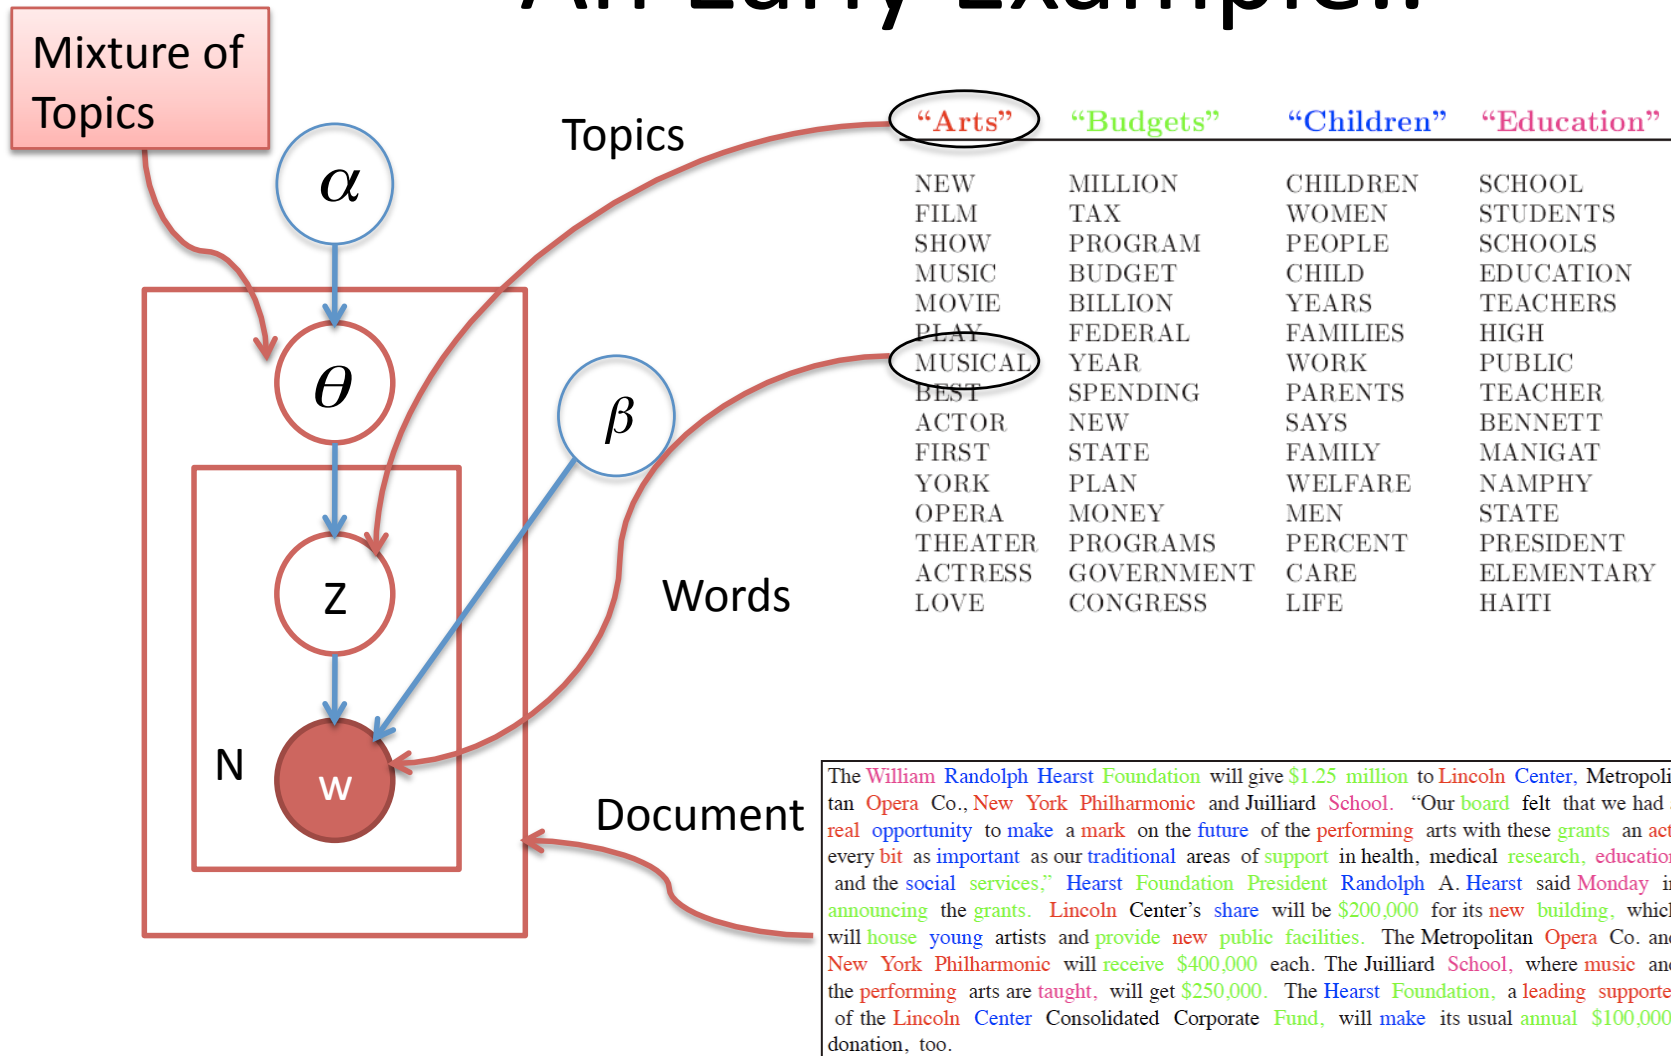 An Early Example..
Mixture of
Topics
α
θ
z
N
w
β
Topics
Words
Document
“Arts” “Budgets” “Children” “Education”
NEW MILLION CHILDREN SCHOOL
FILM TAX WOMEN STUDENTS
SHOW PROGRAM PEOPLE SCHOOLS
MUSIC BUDGET CHILD EDUCATION
MOVIE BILLION YEARS TEACHERS
PLAY FEDERAL FAMILIES HIGH
MUSICAL YEAR WORK PUBLIC
BEST SPENDING PARENTS TEACHER
ACTOR NEW SAYS BENNETT
FIRST STATE FAMILY MANIGAT
YORK PLAN WELFARE NAMPHY
OPERA MONEY MEN STATE
THEATER PROGRAMS PERCENT PRESIDENT
ACTRESS GOVERNMENT CARE ELEMENTARY
LOVE CONGRESS LIFE HAITI
The William Randolph Hearst Foundation will give $1.25 million to Lincoln Center, Metropoli
tan Opera Co., New York Philharmonic and Juilliard School. “Our board felt that we had
real opportunity to make a mark on the future of the performing arts with these grants an act
every bit as important as our traditional areas of support in health, medical research, education
and the social services,” Hearst Foundation President Randolph A. Hearst said Monday in
announcing the grants. Lincoln Center’s share will be $200,000 for its new building, which
will house young artists and provide new public facilities. The Metropolitan Opera Co. and
New York Philharmonic will receive $400,000 each. The Juilliard School, where music and
the performing arts are taught, will get $250,000. The Hearst Foundation, a leading supporte
of the Lincoln Center Consolidated Corporate Fund, will make its usual annual $100,000
donation, too.